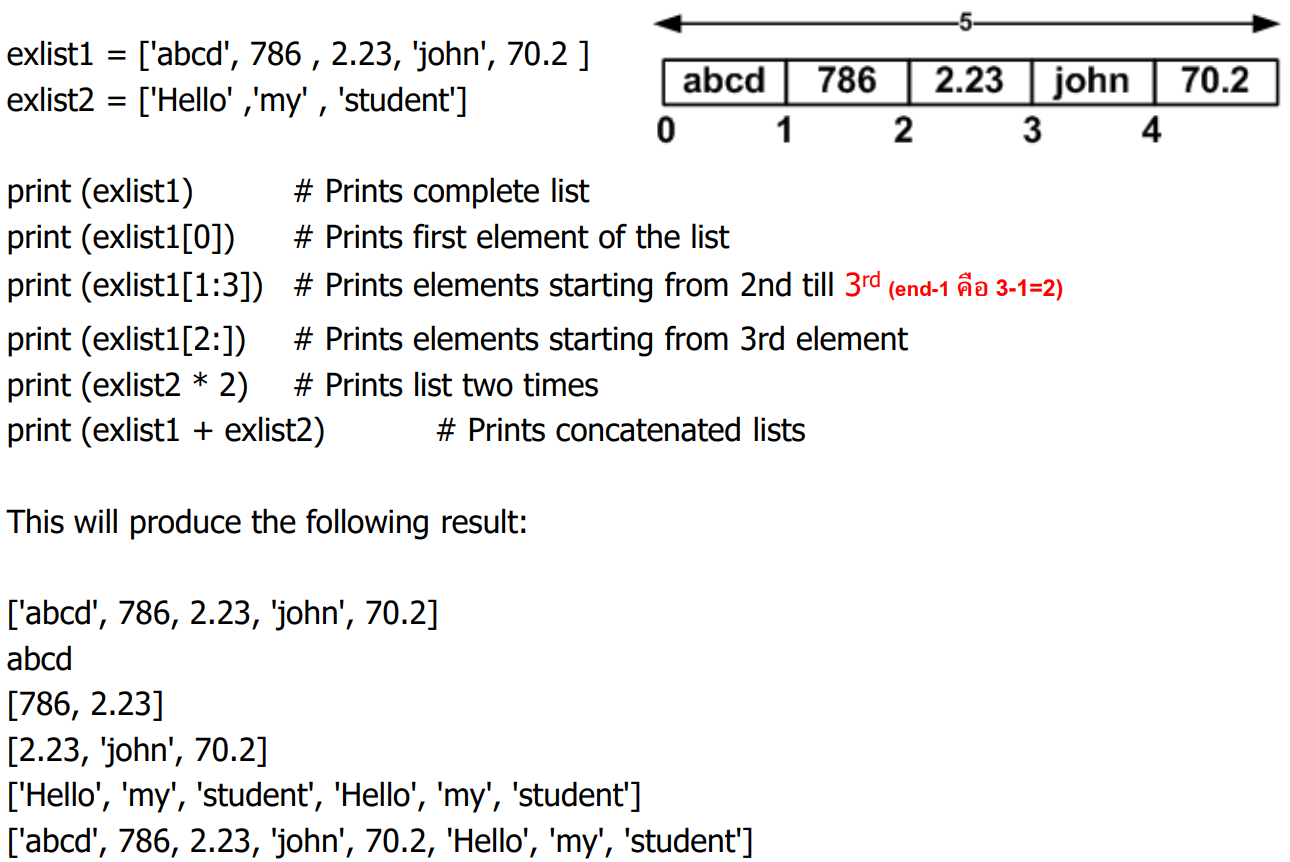 exlist1 = ['abcd', 786 , 2.23, 'john', 70.2 ]
exlist2 = ['Hello' ,'my' , 'student']
5
abcd 786 2.23 john 70.2
0 1 2 3 4
print (exlist1) # Prints complete list
print (exlist1[0]) # Prints first element of the list
print (exlist1[1:3]) # Prints elements starting from 2nd till 3rd (end-1 คือ 3-1=2)
print (exlist1[2:]) # Prints elements starting from 3rd element
print (exlist2 * 2) # Prints list two times
print (exlist1 + exlist2) # Prints concatenated lists
This will produce the following result:
['abcd', 786, 2.23, 'john', 70.2]
abcd
[786, 2.23]
[2.23, 'john', 70.2]
['Hello', 'my', 'student', 'Hello', 'my', 'student']
['abcd', 786, 2.23, 'john', 70.2, 'Hello', 'my', 'student']